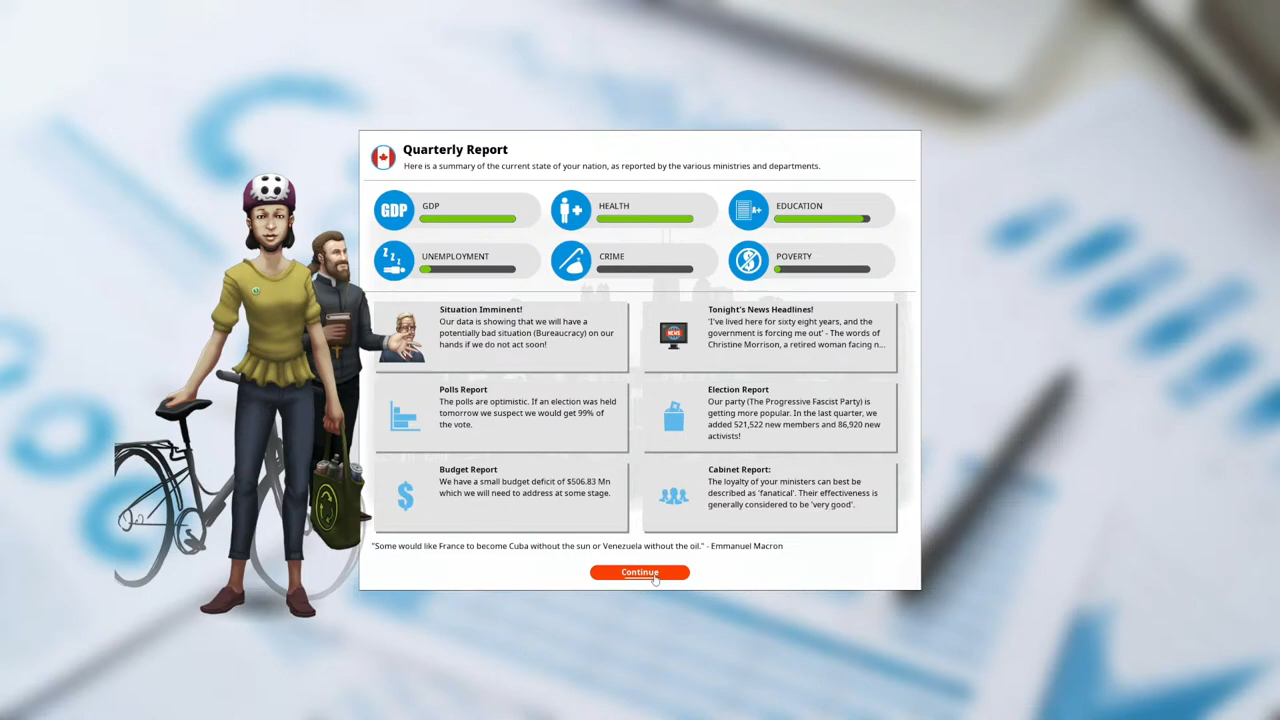 Quarterly Report
Here is a summary of the current state of your nation, as reported by the various ministries and departments.
GDP
GDP
HEALTH
A+
EDUCATION
Z Z Z
UNEMPLOYMENT
CRIME
POVERTY
Situation Imminent!
Our data is showing that we will have a
potentially bad situation (Bureaucracy) on our
hands if we do not act soon!
NEWS
Tonight's News Headlines!
'I've lived here for sixty eight years, and the
government is forcing me out' - The words of
Christine Morrison, a retired woman facing n...
Polls Report
The polls are optimistic. If an election was held
tomorrow we suspect we would get 99% of
the vote.
Election Report
Our party (The Progressive Fascist Party) is
getting more popular. In the last quarter, we
added 521,522 new members and 86,920 new
activists!
Budget Report
We have a small budget deficit of $506.83 Mn
which we will need to address at some stage.
Cabinet Report:
The loyalty of your ministers can best be
described as 'fanatical'. Their effectiveness is
generally considered to be 'very good'.
"Some would like France to become Cuba without the sun or Venezuela without the oil." - Emmanuel Macron
Continue